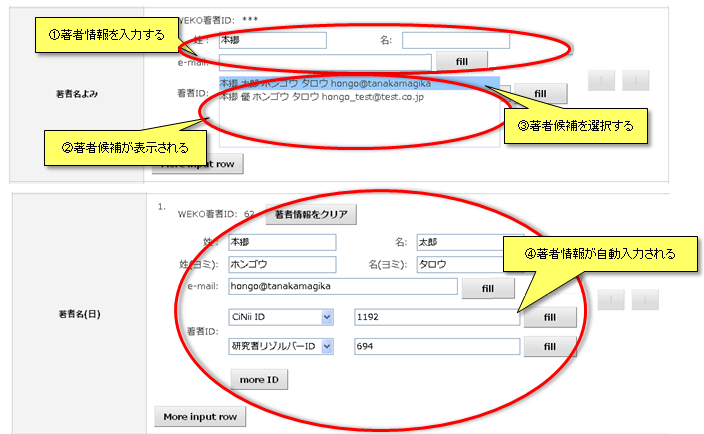 WEKO著者ID: ***
①著者情報を入力する
姓: 本郷 名:
e-mail: fill
本郷 太郎 ホンゴウ タロウ hongo@tanakamagika
著者ID: fill
本郷 優 ホンゴウ タロウ hongo_test@test.co.jp
著者名よみ
③著者候補を選択する
②著者候補が表示される
More input row
1.
WEKO著者ID: 62 著者情報をクリア
姓: 本郷 名: 太郎
④著者情報が自動入力される
姓(ヨミ): ホンゴウ 名(ヨミ): タロウ
e-mail: hongo@tanakamagika fill
著者名(日)
CiNii ID 1192 fill
著者ID:
研究者リゾルバーID 694 fill
more ID
More input row